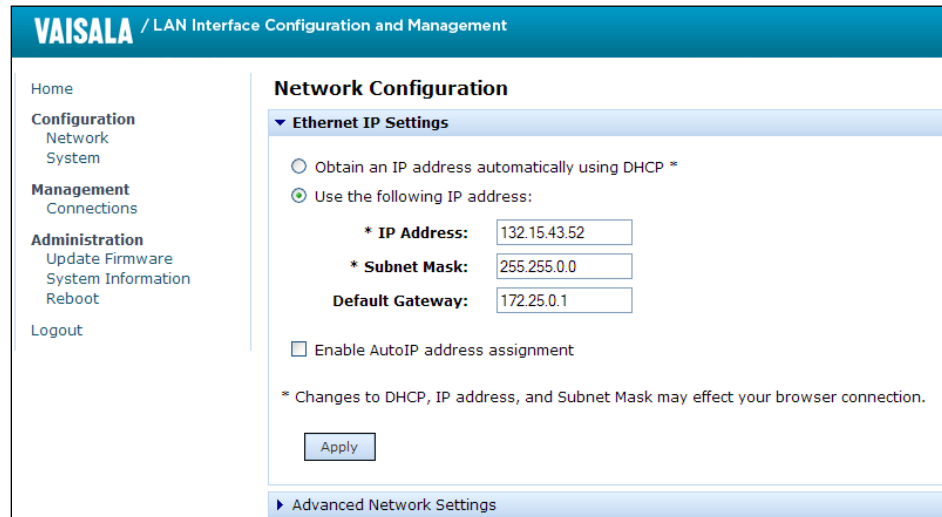 VAISALA / LAN Interface Configuration and Management
Home
Configuration
Network
System
Management
Connections
Administration
Update Firmware
System Information
Reboot
Logout
Network Configuration
Ethernet IP Settings
Obtain an IP address automatically using DHCP *
Use the following IP address:
* IP Address: 132.15.43.52
* Subnet Mask: 255.255.0.0
Default Gateway: 172.25.0.1
Enable AutoIP address assignment
* Changes to DHCP, IP address, and Subnet Mask may effect your browser connection.
Apply
Advanced Network Settings